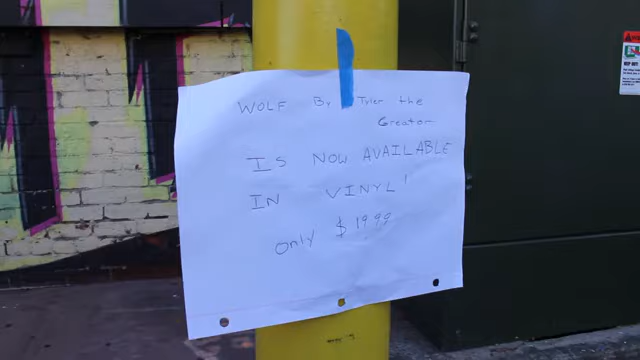 WOLF By Tyler the
Creator
IS NOW AVAILABLE
IN VINYL!
only $19.99